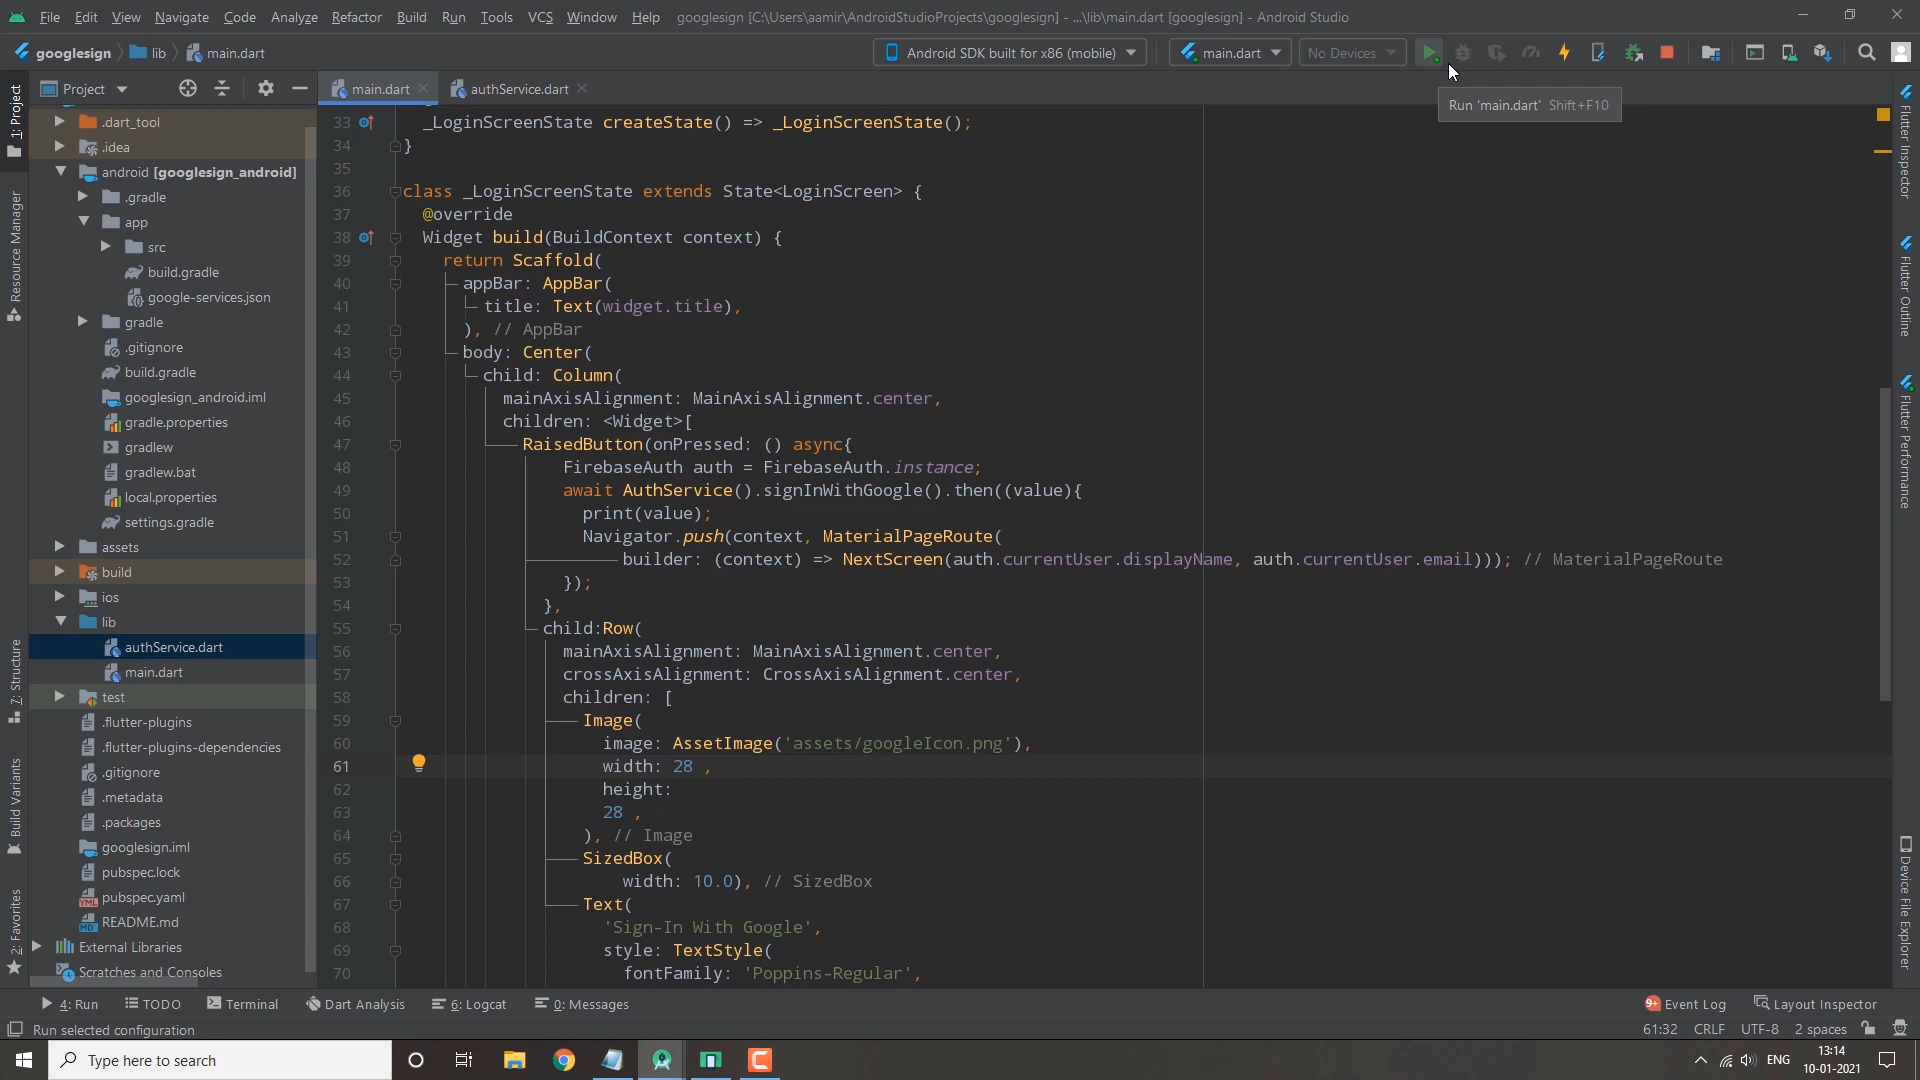 File Edit View Navigate Code Analyze Refactor Build Run Tools VCS Window Help googlesign [C:\Users\aamir\AndroidStudioProjects\googlesign] - ...\lib\main.dart [googlesign] - Android Studio
googlesign lib main.dart Android SDK built for x86 (mobile) main.dart No Devices
Project main.dart authService.dart
Run 'main.dart' Shift+F10
1: Project
Resource Manager
7: Structure
Build Variants
2: Favorites
.dart_tool
.idea
android [googlesign_android]
.gradle
app
src
build.gradle
google-services.json
gradle
.gitignore
build.gradle
googlesign_android.iml
gradle.properties
gradlew
gradlew.bat
local.properties
settings.gradle
assets
build
ios
lib
authService.dart
main.dart
test
.flutter-plugins
.flutter-plugins-dependencies
.gitignore
.metadata
.packages
googlesign.iml
pubspec.lock
pubspec.yaml
README.md
External Libraries
Scratches and Consoles
33 _LoginScreenState createState() => _LoginScreenState();
34 }
35
36 class _LoginScreenState extends State<LoginScreen> {
37 @override
38 Widget build(BuildContext context) {
39 return Scaffold(
40 appBar: AppBar(
41 title: Text(widget.title),
42 ), // AppBar
43 body: Center(
44 child: Column(
45 mainAxisAlignment: MainAxisAlignment.center,
46 children: <Widget>[
47 RaisedButton(onPressed: () async{
48 FirebaseAuth auth = FirebaseAuth.instance;
49 await AuthService().signInWithGoogle().then((value){
50 print(value);
51 Navigator.push(context, MaterialPageRoute(
52 builder: (context) => NextScreen(auth.currentUser.displayName, auth.currentUser.email))); // MaterialPageRoute
53 });
54 },
55 child:Row(
56 mainAxisAlignment: MainAxisAlignment.center,
57 crossAxisAlignment: CrossAxisAlignment.center,
58 children: [
59 Image(
60 image: AssetImage('assets/googleIcon.png'),
61 width: 28 ,
62 height:
63 28 ,
64 ), // Image
65 SizedBox(
66 width: 10.0), // SizedBox
67 Text(
68 'Sign-In With Google',
69 style: TextStyle(
70 fontFamily: 'Poppins-Regular',
Flutter Inspector
Flutter Outline
Flutter Performance
Device File Explorer
4: Run TODO Terminal Dart Analysis 6: Logcat 0: Messages 9+ Event Log Layout Inspector
Run selected configuration 61:32 CRLF UTF-8 2 spaces
Type here to search ENG 13:14
10-01-2021